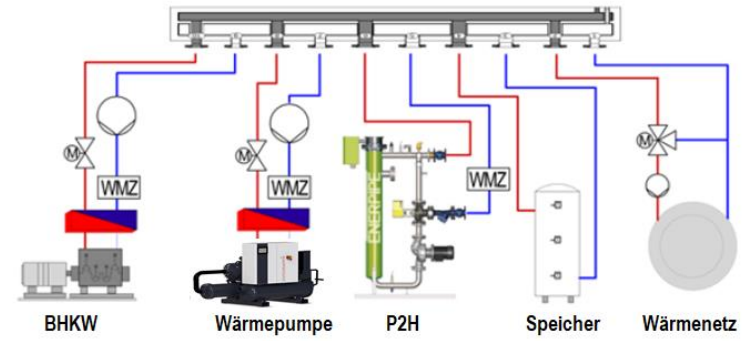 M
WMZ
M
WMZ
ENERPIPE
WMZ
M
BHKW
Wärmepumpe
P2H
Speicher
Wärmenetz